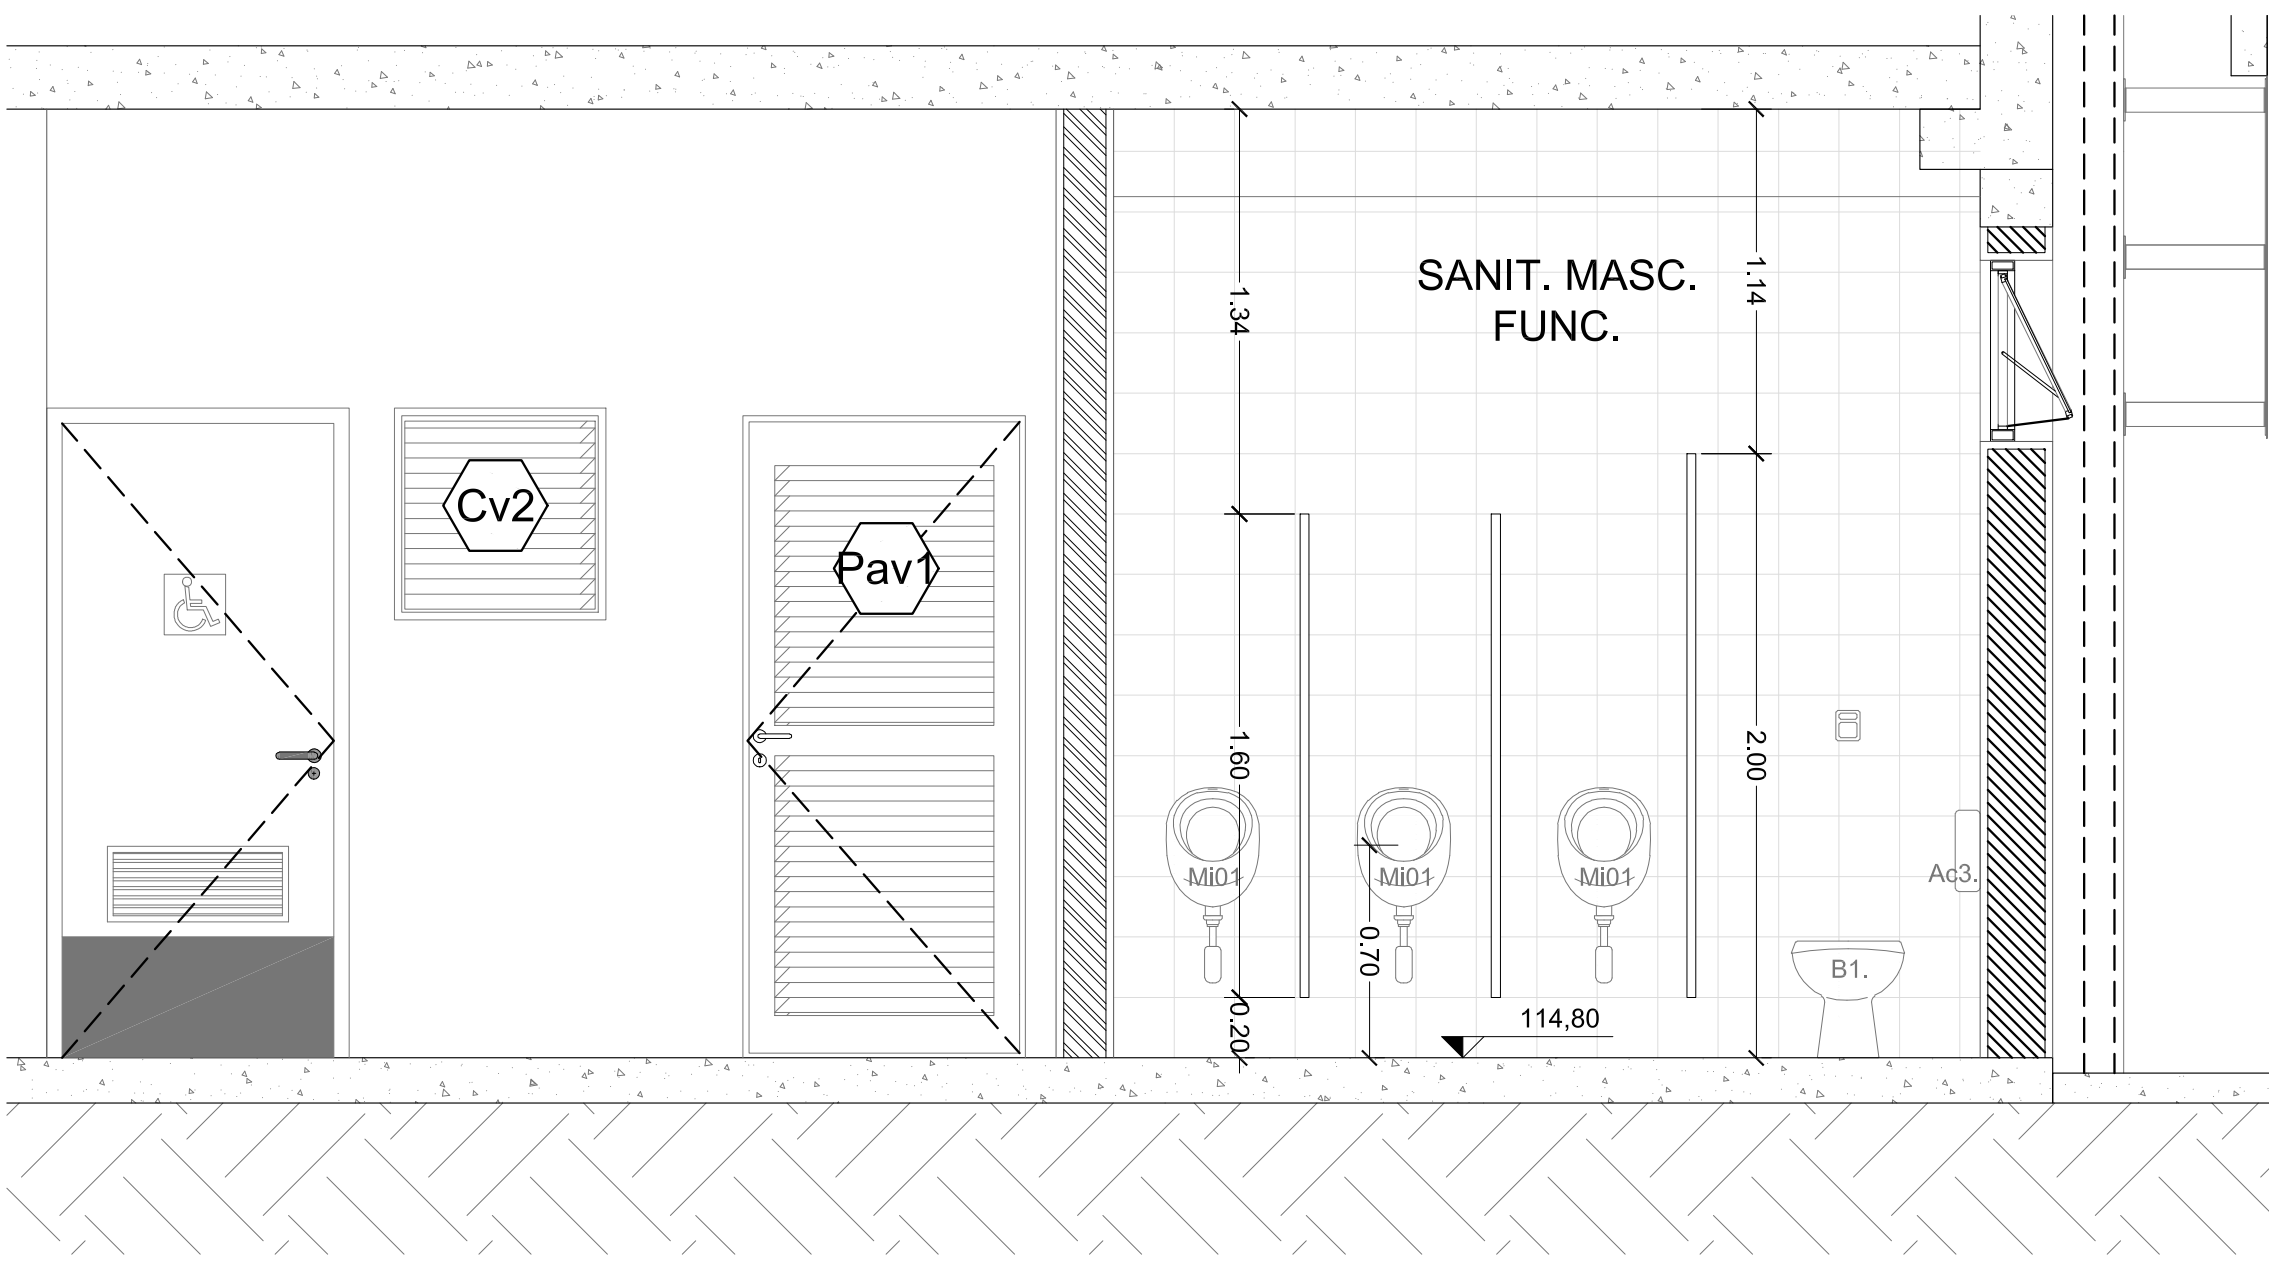 SANIT. MASC.
FUNC.
1.34
1.14
Cv2
Pav1
1.60
2.00
Mi01
Mi01
Mi01
Ac3.
0.70
B1.
0.20
114,80